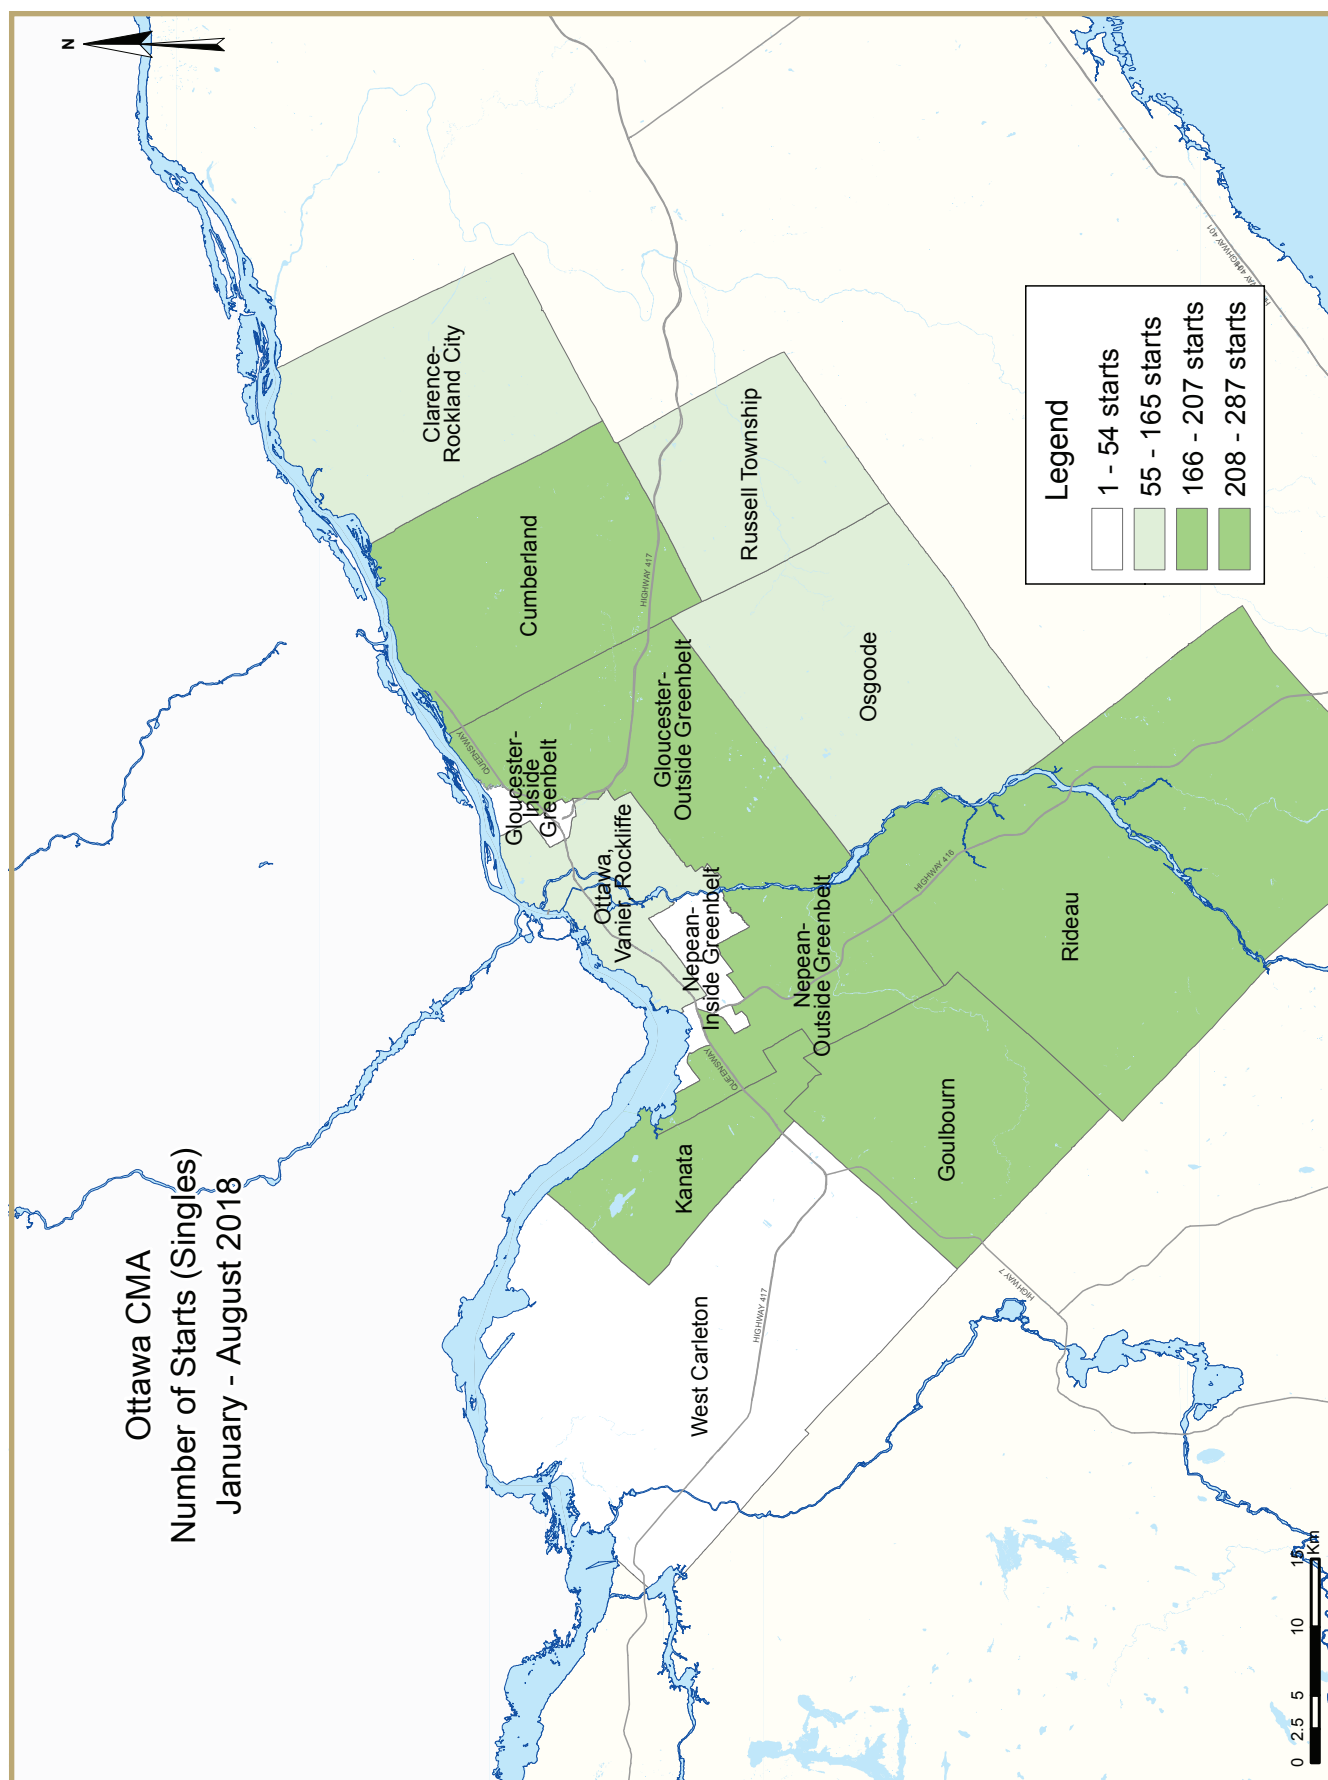 Ottawa CMA
Number of Starts (Singles)
January - August 2018
N
Clarence-
Rockland City
Cumberland
Russell Township
HIGHWAY 417
Osgoode
Gloucester-
Outside Greenbelt
QUEENSWAY
Gloucester-
Inside
Greenbelt
Ottawa,
Vanier, Rockliffe
Nepean-
Inside Greenbelt
Nepean-
Outside Greenbelt
HIGHWAY 416
Rideau
QUEENSWAY
Kanata
Goulbourn
West Carleton
HIGHWAY 417
HIGHWAY 7
HIGHWAY 401
Legend
1 - 54 starts
55 - 165 starts
166 - 207 starts
208 - 287 starts
0 2.5 5 10 15
Km